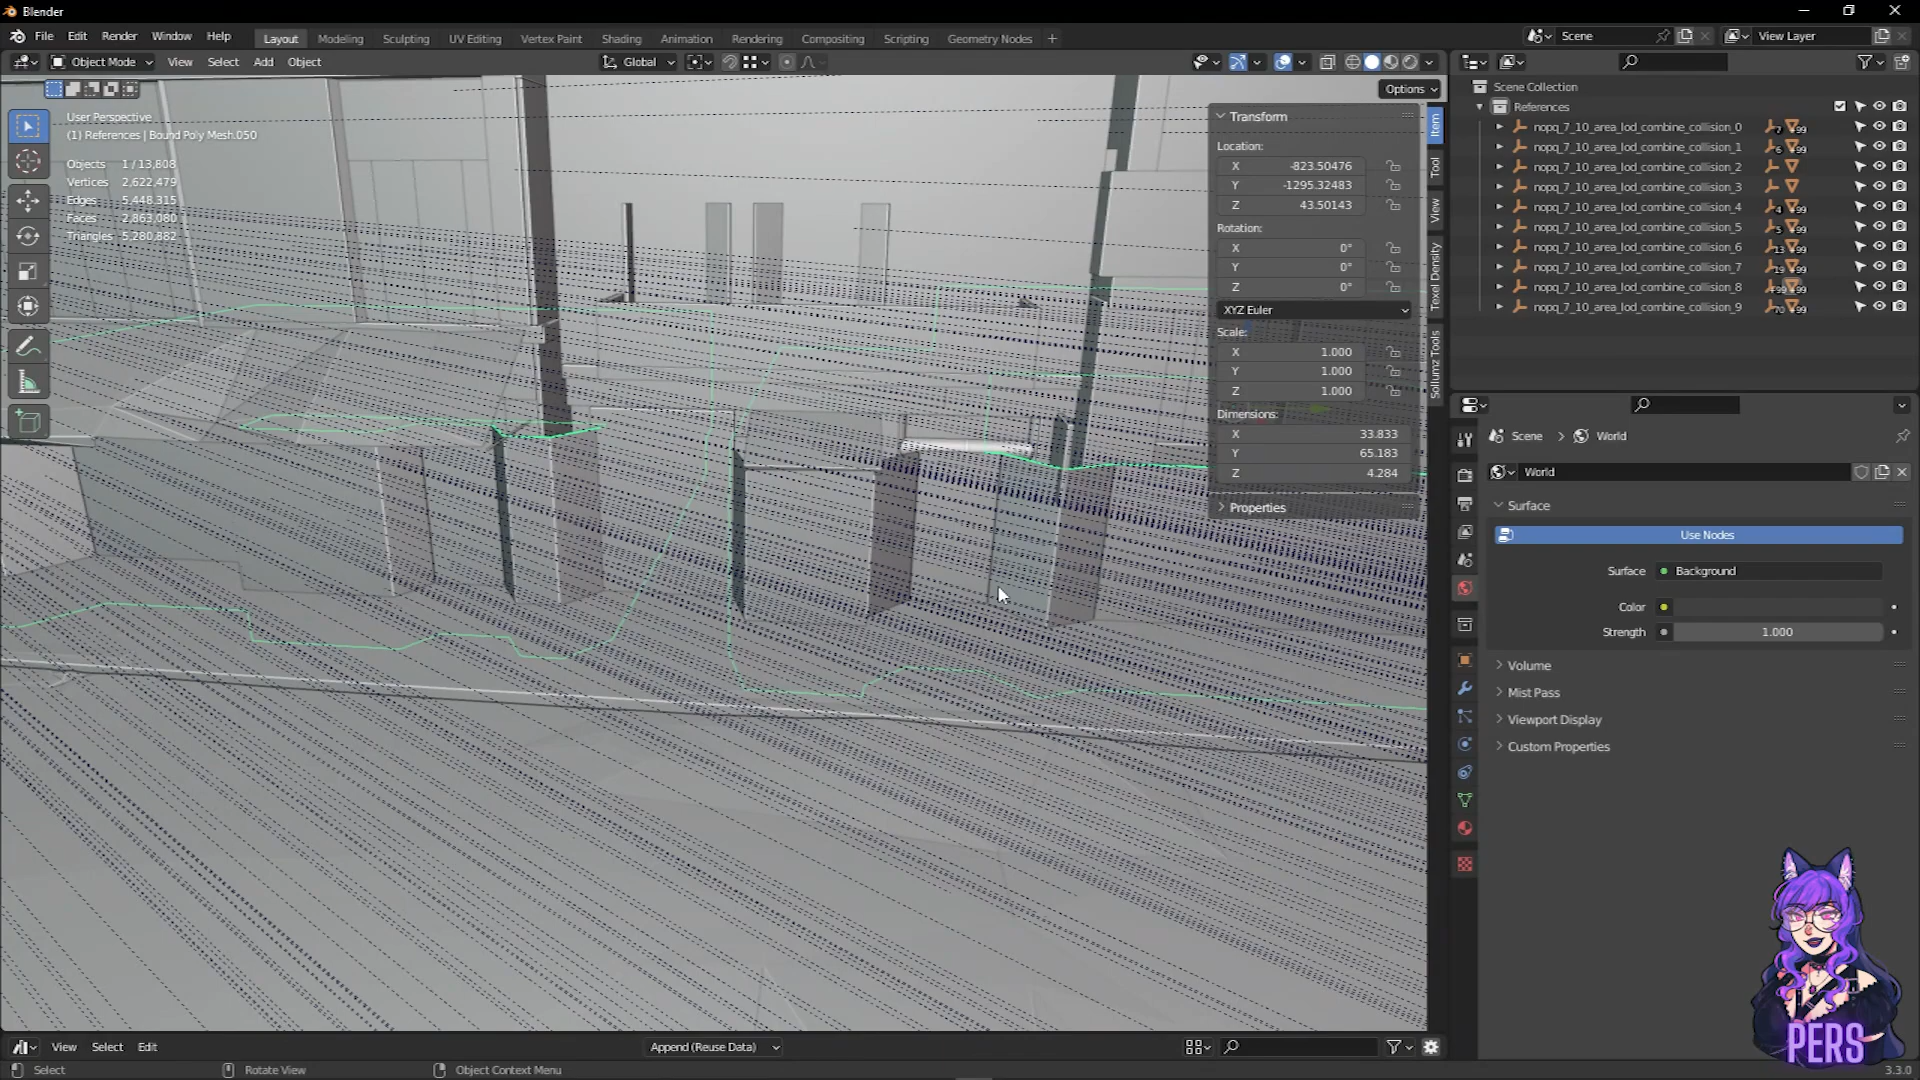 Blender
File Edit Render Window Help
Layout Modeling Sculpting UV Editing Vertex Paint Shading Animation Rendering Compositing Scripting Geometry Nodes +
Scene
View Layer
Object Mode View Select Add Object
Global
Options
User Perspective
(1) References | Bound Poly Mesh.050
Objects 1 / 13,808
Vertices 2,622,479
Edges 5,448,315
Faces 2,863,080
Triangles 5,280,882
Transform
Location:
X -823.50476
Y -1295.32483
Z 43.50143
Rotation:
X 0°
Y 0°
Z 0°
XYZ Euler
Scale:
X 1.000
Y 1.000
Z 1.000
Dimensions:
X 33.833
Y 65.183
Z 4.284
Properties
Item
Tool
View
Texel Density
Sollumz Tools
Scene Collection
References
nopq_7_10_area_lod_combine_collision_0
nopq_7_10_area_lod_combine_collision_1
nopq_7_10_area_lod_combine_collision_2
nopq_7_10_area_lod_combine_collision_3
nopq_7_10_area_lod_combine_collision_4
nopq_7_10_area_lod_combine_collision_5
nopq_7_10_area_lod_combine_collision_6
nopq_7_10_area_lod_combine_collision_7
nopq_7_10_area_lod_combine_collision_8
nopq_7_10_area_lod_combine_collision_9
Scene > World
World
Surface
Use Nodes
Surface Background
Color
Strength 1.000
Volume
Mist Pass
Viewport Display
Custom Properties
PERS
View Select Edit
Append (Reuse Data)
Select
Rotate View
Object Context Menu
3.3.0